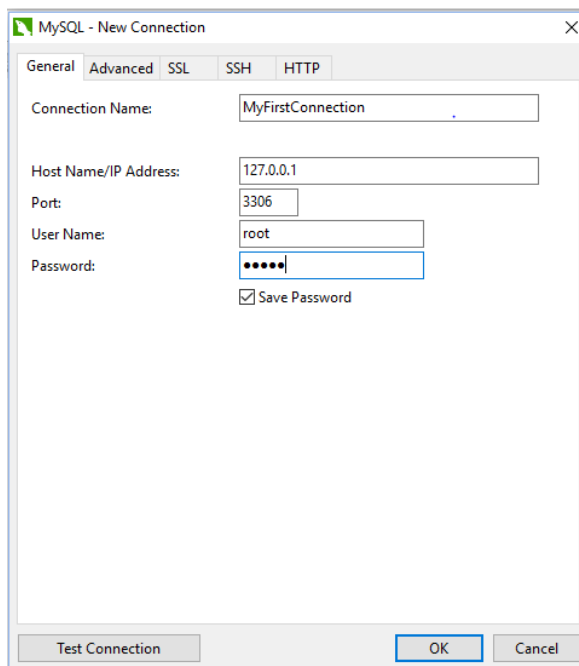 MySQL - New Connection
General Advanced SSL SSH HTTP
Connection Name: MyFirstConnection
Host Name/IP Address: 127.0.0.1
Port: 3306
User Name: root
Password: •••••
Save Password
Test Connection OK Cancel